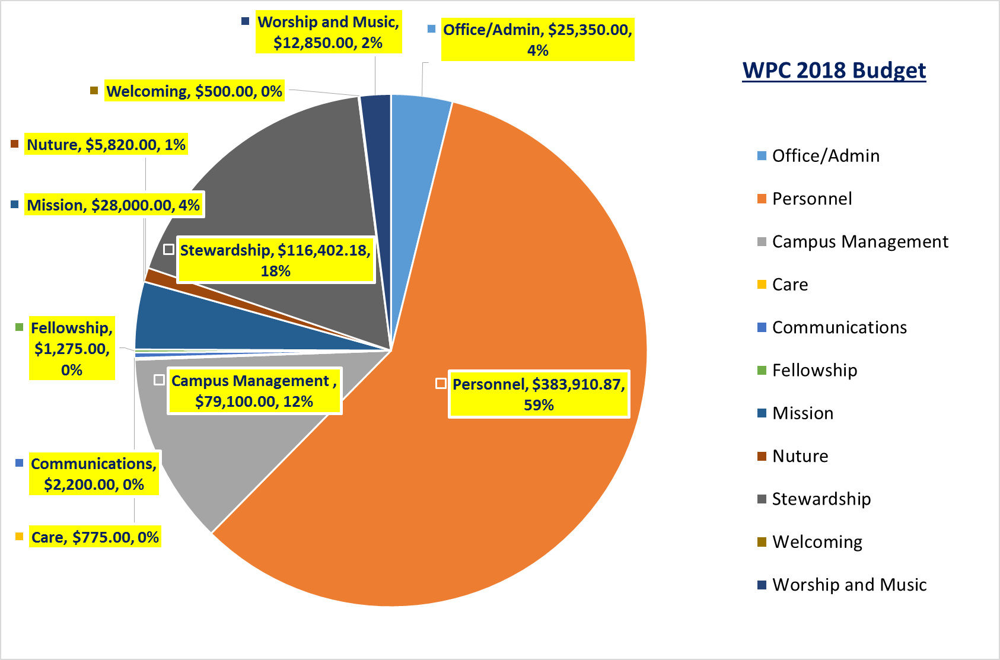 Worship and Music,
$12,850.00, 2%
Office/Admin, $25,350.00,
4%
WPC 2018 Budget
Welcoming, $500.00, 0%
Nuture, $5,820.00, 1%
Mission, $28,000.00, 4%
Stewardship, $116,402.18,
18%
Fellowship,
$1,275.00,
0%
Campus Management ,
$79,100.00, 12%
Personnel, $383,910.87,
59%
Communications,
$2,200.00, 0%
Care, $775.00, 0%
Office/Admin
Personnel
Campus Management
Care
Communications
Fellowship
Mission
Nuture
Stewardship
Welcoming
Worship and Music